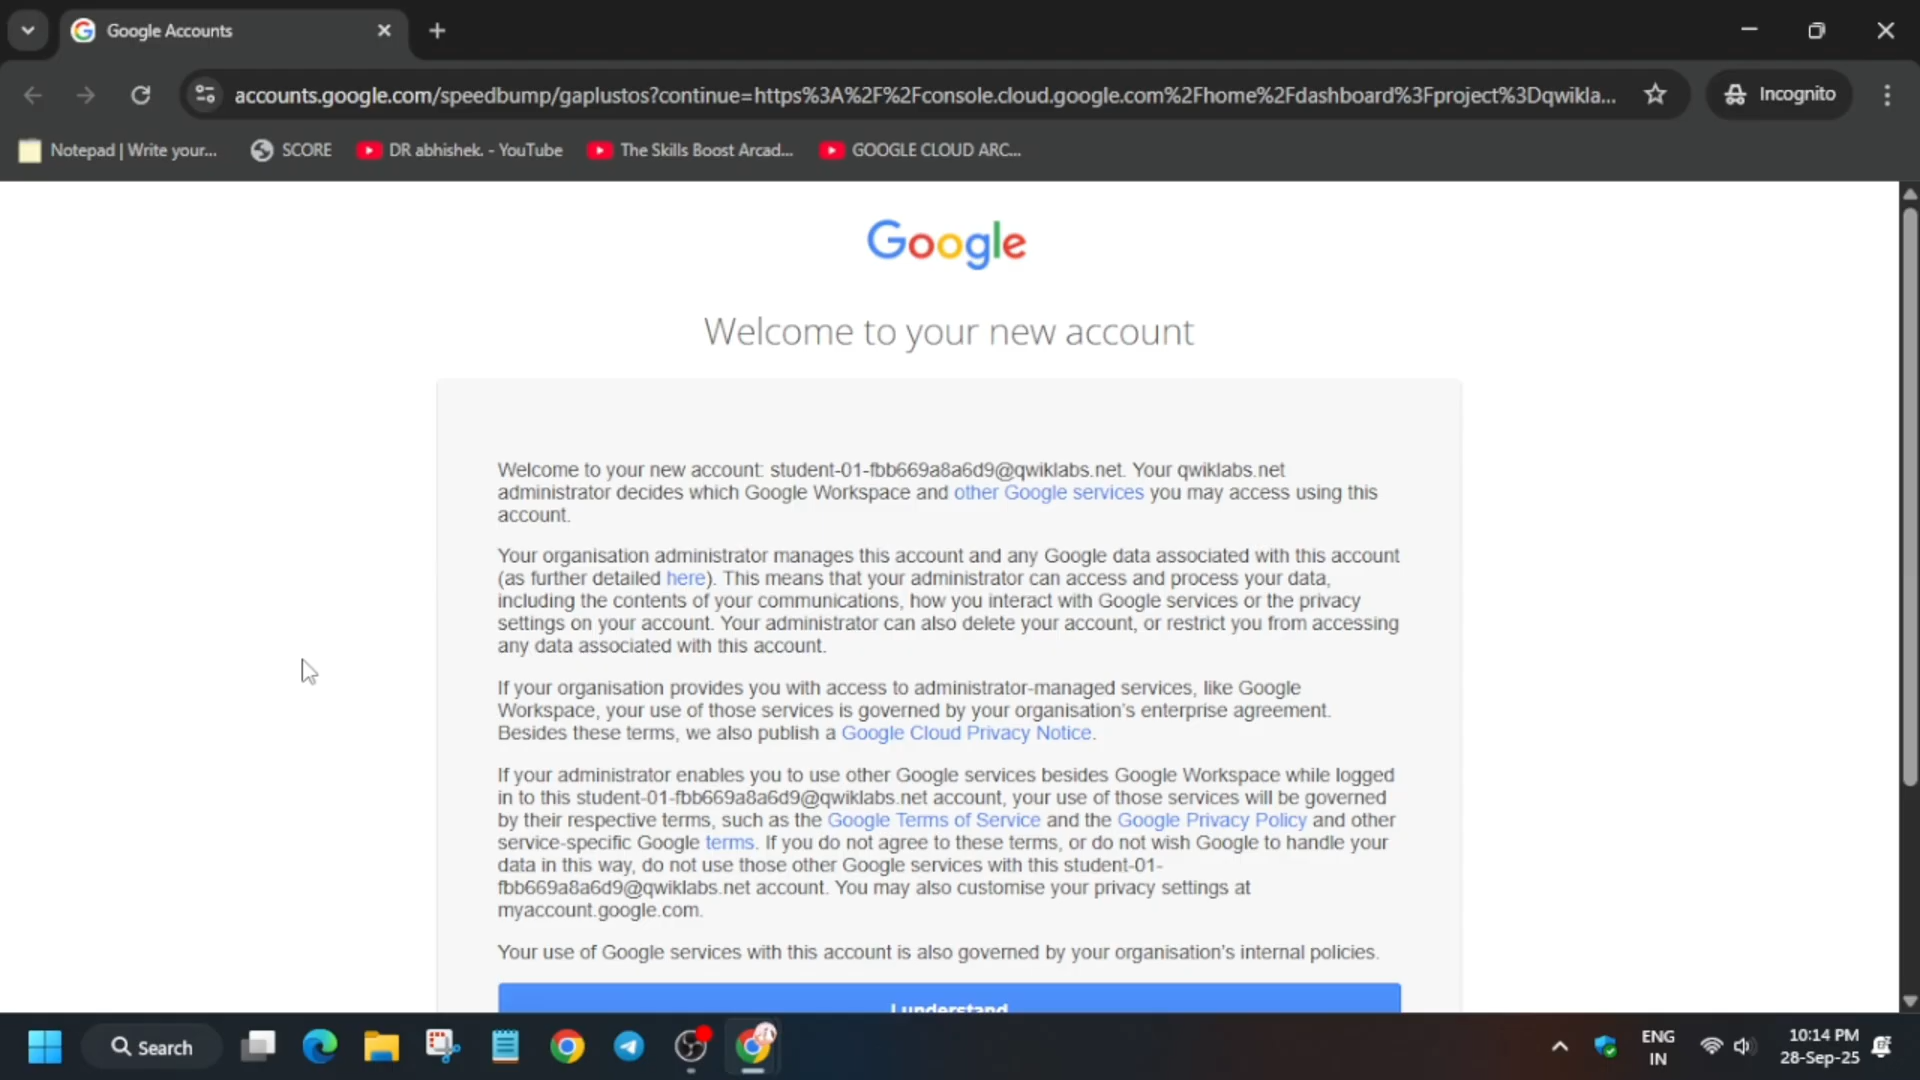 Google Accounts
accounts.google.com/speedbump/gaplustos?continue=https%3A%2F%2Fconsole.cloud.google.com%2Fhome%2Fdashboard%3Fproject%3Dqwikla...
Incognito
Notepad | Write your...
SCORE
DR abhishek. - YouTube
The Skills Boost Arcad...
GOOGLE CLOUD ARC...
Google
Welcome to your new account
Welcome to your new account: student-01-fbb669a8a6d9@qwiklabs.net. Your qwiklabs.net
administrator decides which Google Workspace and other Google services you may access using this
account.
Your organisation administrator manages this account and any Google data associated with this account
(as further detailed here). This means that your administrator can access and process your data,
including the contents of your communications, how you interact with Google services or the privacy
settings on your account. Your administrator can also delete your account, or restrict you from accessing
any data associated with this account.
If your organisation provides you with access to administrator-managed services, like Google
Workspace, your use of those services is governed by your organisation's enterprise agreement.
Besides these terms, we also publish a Google Cloud Privacy Notice.
If your administrator enables you to use other Google services besides Google Workspace while logged
in to this student-01-fbb669a8a6d9@qwiklabs.net account, your use of those services will be governed
by their respective terms, such as the Google Terms of Service and the Google Privacy Policy and other
service-specific Google terms. If you do not agree to these terms, or do not wish Google to handle your
data in this way, do not use those other Google services with this student-01-
fbb669a8a6d9@qwiklabs.net account. You may also customise your privacy settings at
myaccount.google.com.
Your use of Google services with this account is also governed by your organisation's internal policies.
I understand
Search
ENG
IN
10:14 PM
28-Sep-25